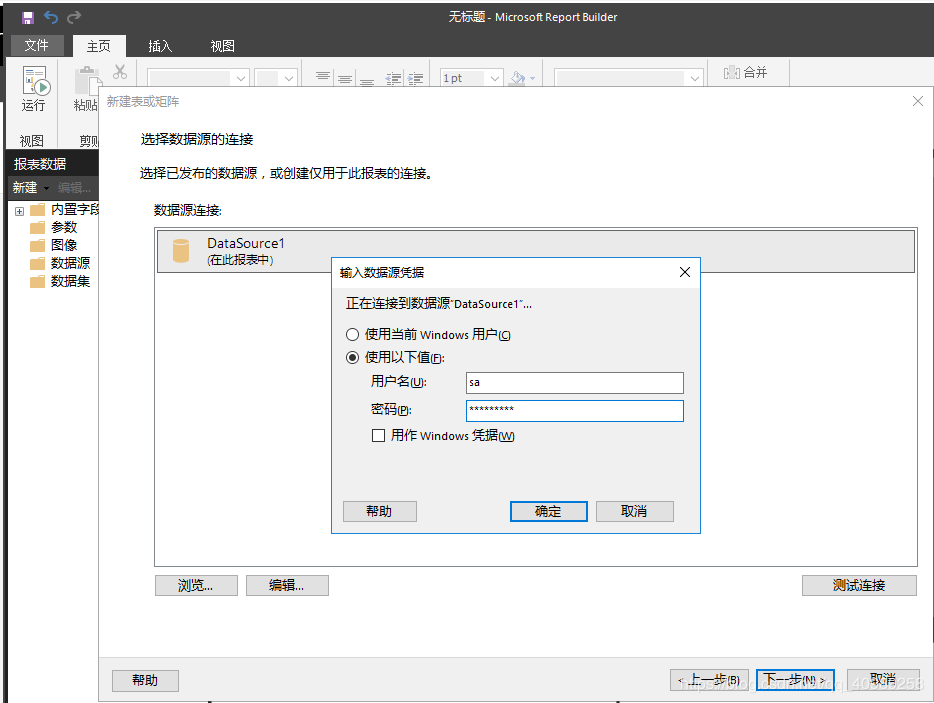 无标题 - Microsoft Report Builder
文件 主页 插入 视图
1 pt
合并
运行 粘贴
视图 剪贴
新建表或矩阵
报表数据
新建 编辑...
内置字段
参数
图像
数据源
数据集
选择数据源的连接
选择已发布的数据源，或创建仅用于此报表的连接。
数据源连接:
DataSource1
(在此报表中)
输入数据源凭据
正在连接到数据源“DataSource1”...
使用当前 Windows 用户(C)
使用以下值(F):
用户名(U): sa
密码(P): *********
用作 Windows 凭据(W)
帮助 确定 取消
浏览... 编辑... 测试连接
帮助 < 上一步(B) 下一步(N) > 取消